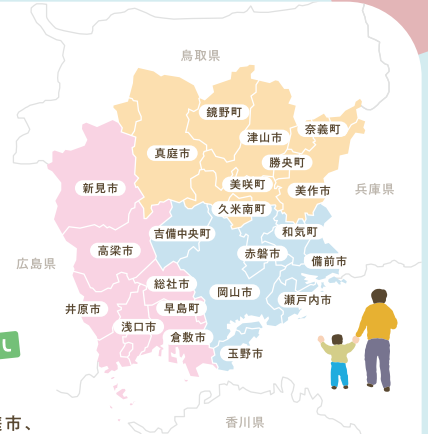 鳥取県
鏡野町
奈義町
津山市
真庭市
勝央町
新見市
美咲町
美作市
兵庫県
久米南町
吉備中央町
和気町
高梁市
赤磐市
広島県
備前市
総社市
岡山市
瀬戸内市
井原市
早島町
浅口市
倉敷市
し
玉野市
香川県
市、